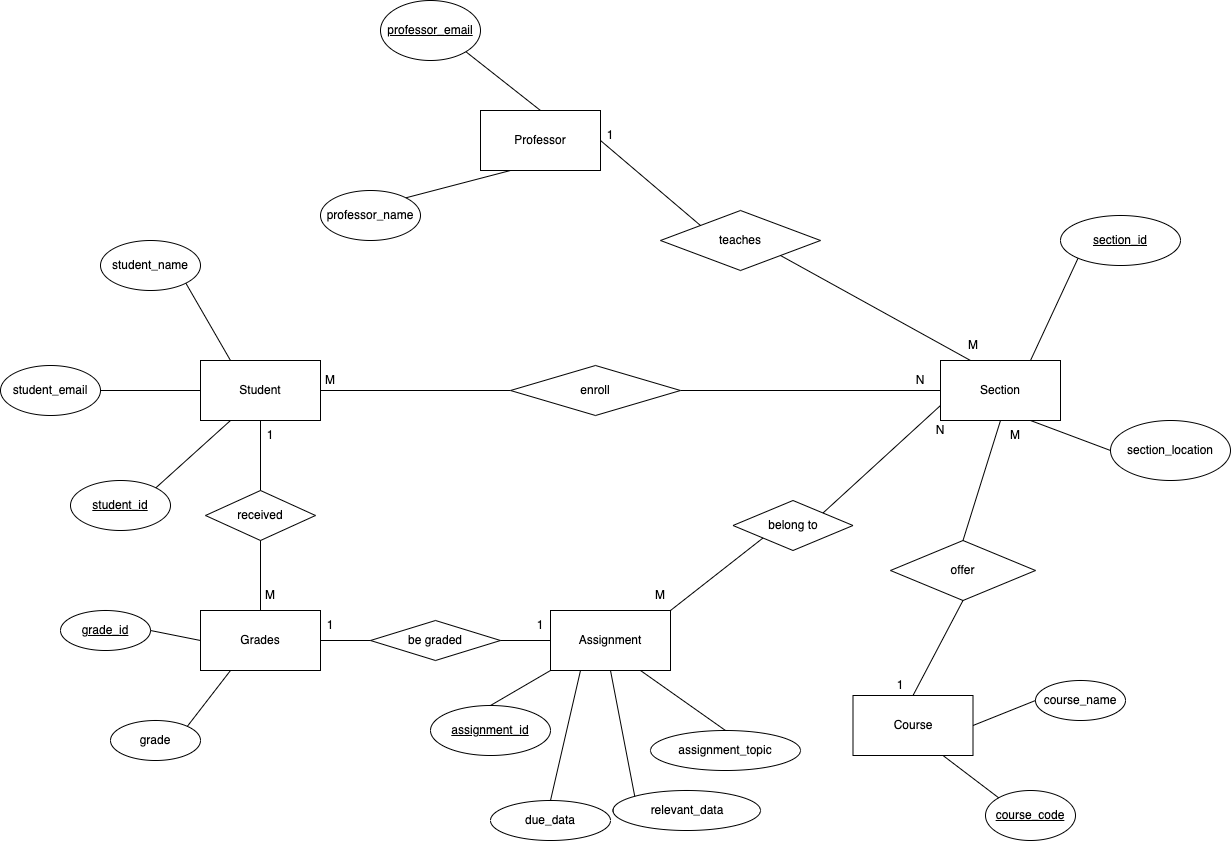 professor_email
Professor
1
professor_name
teaches
section_id
student_name
M
student_email
Student
M
enroll
N
Section
1
N
M
section_location
student_id
received
belong to
offer
M
M
grade_id
Grades
1
be graded
1
Assignment
1
course_name
Course
grade
assignment_id
assignment_topic
due_data
relevant_data
course_code